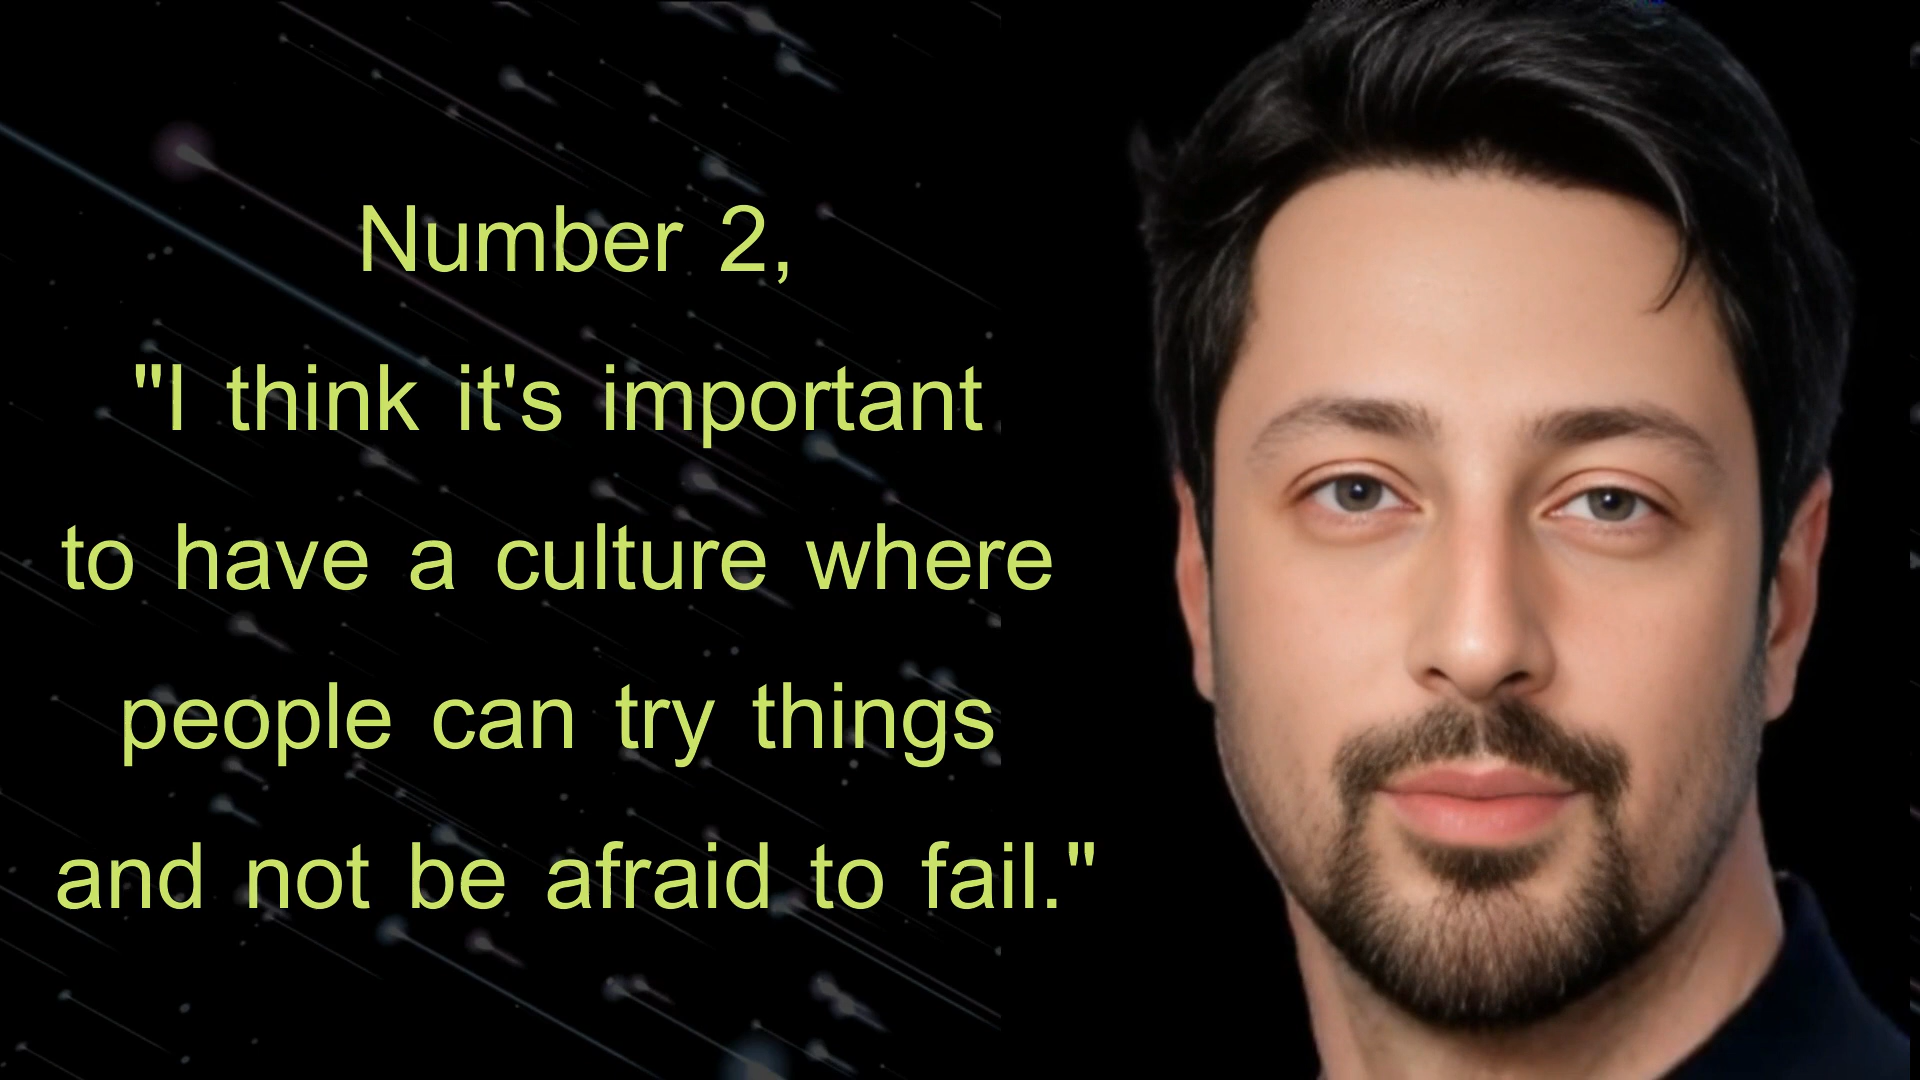 Number 2,
"I think it's important
to have a culture where
people can try things
and not be afraid to fail."